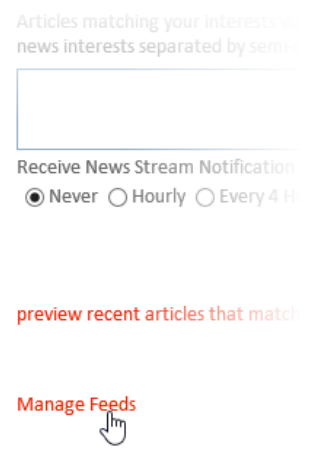 Articles matching your interests
news interests separated by semi-
Receive News Stream Notification
Never Hourly Every 4 H
preview recent articles that match
Manage Feeds